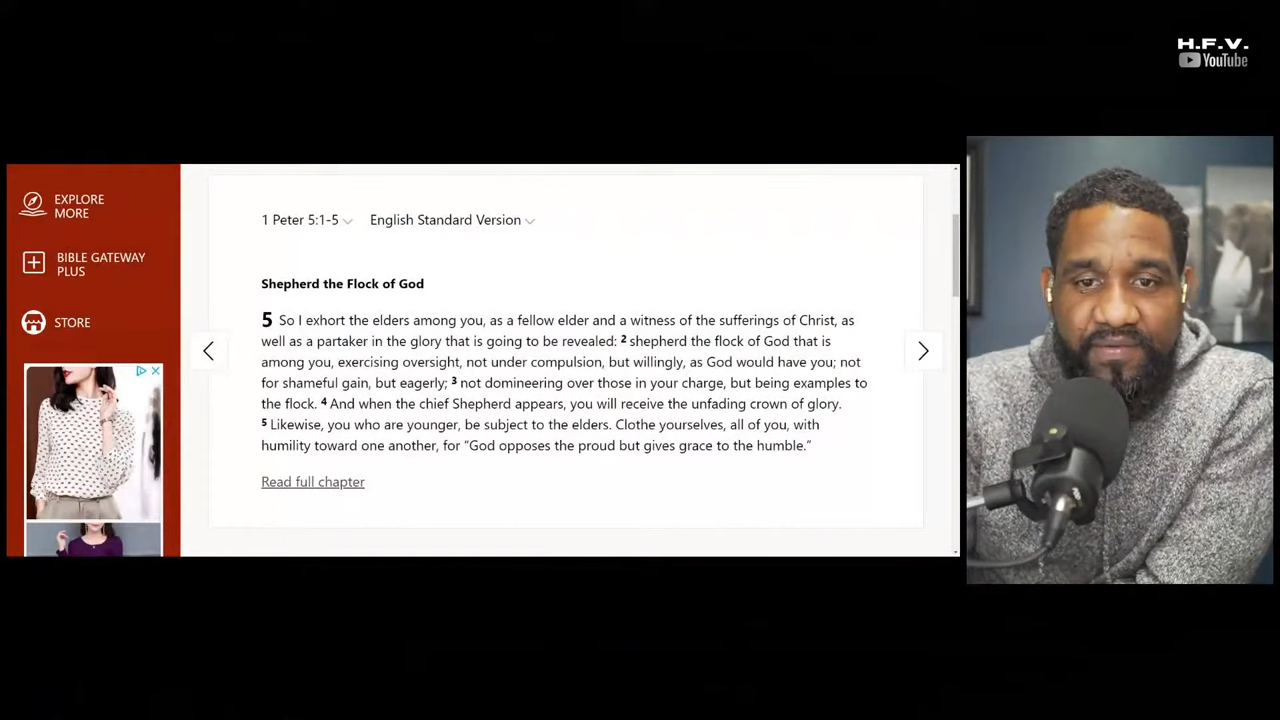 H.F.V.
YouTube
EXPLORE
MORE
BIBLE GATEWAY
PLUS
STORE
1 Peter 5:1-5
English Standard Version
Shepherd the Flock of God
5 So I exhort the elders among you, as a fellow elder and a witness of the sufferings of Christ, as
well as a partaker in the glory that is going to be revealed: 2 shepherd the flock of God that is
among you, exercising oversight, not under compulsion, but willingly, as God would have you; not
for shameful gain, but eagerly; 3 not domineering over those in your charge, but being examples to
the flock. 4 And when the chief Shepherd appears, you will receive the unfading crown of glory.
5 Likewise, you who are younger, be subject to the elders. Clothe yourselves, all of you, with
humility toward one another, for “God opposes the proud but gives grace to the humble.”
Read full chapter